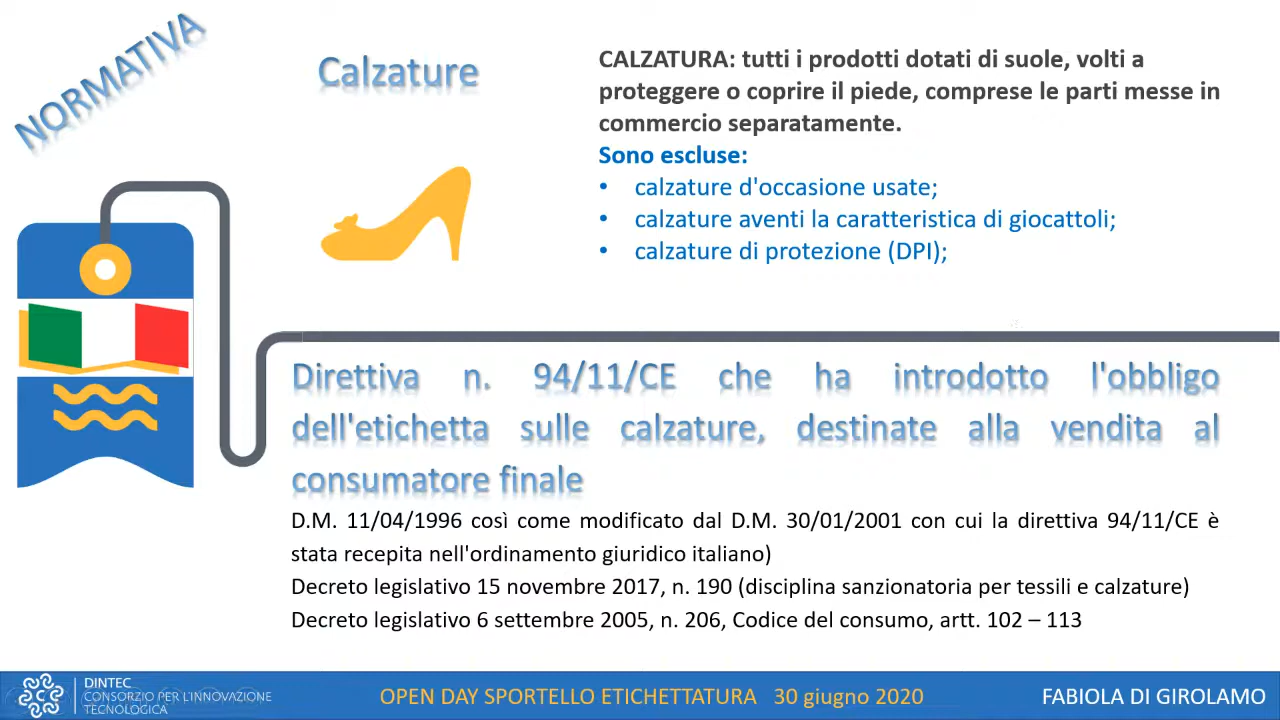 NORMATIVA
Calzature
CALZATURA: tutti i prodotti dotati di suole, volti a
proteggere o coprire il piede, comprese le parti messe in
commercio separatamente.
Sono escluse:
• calzature d'occasione usate;
• calzature aventi la caratteristica di giocattoli;
• calzature di protezione (DPI);
Direttiva n. 94/11/CE che ha introdotto l'obbligo
dell'etichetta sulle calzature, destinate alla vendita al
consumatore finale
D.M. 11/04/1996 così come modificato dal D.M. 30/01/2001 con cui la direttiva 94/11/CE è
stata recepita nell'ordinamento giuridico italiano)
Decreto legislativo 15 novembre 2017, n. 190 (disciplina sanzionatoria per tessili e calzature)
Decreto legislativo 6 settembre 2005, n. 206, Codice del consumo, artt. 102 – 113
DINTEC
CONSORZIO PER L'INNOVAZIONE
TECNOLOGICA
OPEN DAY SPORTELLO ETICHETTATURA 30 giugno 2020
FABIOLA DI GIROLAMO